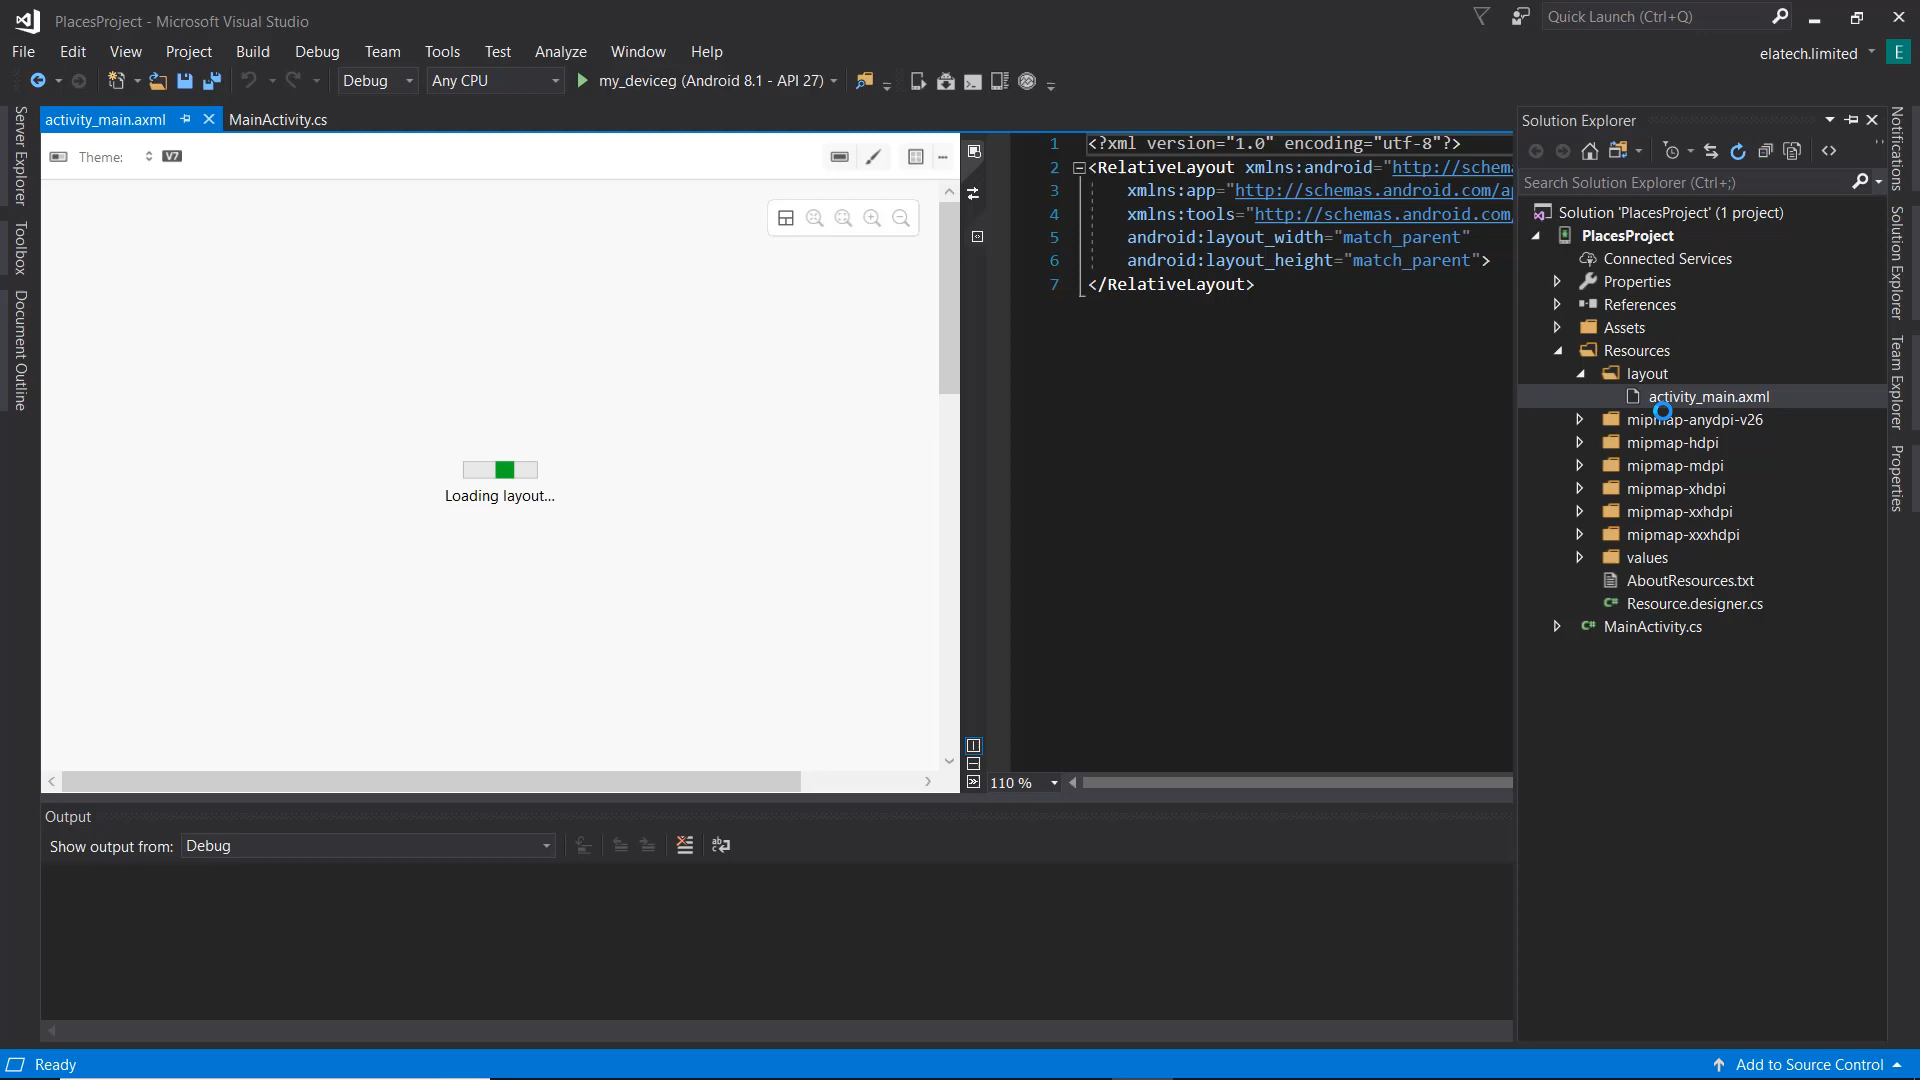 PlacesProject - Microsoft Visual Studio
Quick Launch (Ctrl+Q)
File Edit View Project Build Debug Team Tools Test Analyze Window Help
elatech.limited E
Debug Any CPU my_deviceg (Android 8.1 - API 27)
Server Explorer
Toolbox
Document Outline
activity_main.axml MainActivity.cs
Theme: V7
Loading layout...
1 <?xml version="1.0" encoding="utf-8"?>
2 <RelativeLayout xmlns:android="http://schema
3 xmlns:app="http://schemas.android.com/a
4 xmlns:tools="http://schemas.android.com
5 android:layout_width="match_parent"
6 android:layout_height="match_parent">
7 </RelativeLayout>
110 %
Output
Show output from: Debug
Solution Explorer
Search Solution Explorer (Ctrl+;)
Solution 'PlacesProject' (1 project)
PlacesProject
Connected Services
Properties
References
Assets
Resources
layout
activity_main.axml
mipmap-anydpi-v26
mipmap-hdpi
mipmap-mdpi
mipmap-xhdpi
mipmap-xxhdpi
mipmap-xxxhdpi
values
AboutResources.txt
C# Resource.designer.cs
C# MainActivity.cs
Notifications
Solution Explorer
Team Explorer
Properties
Ready
Add to Source Control